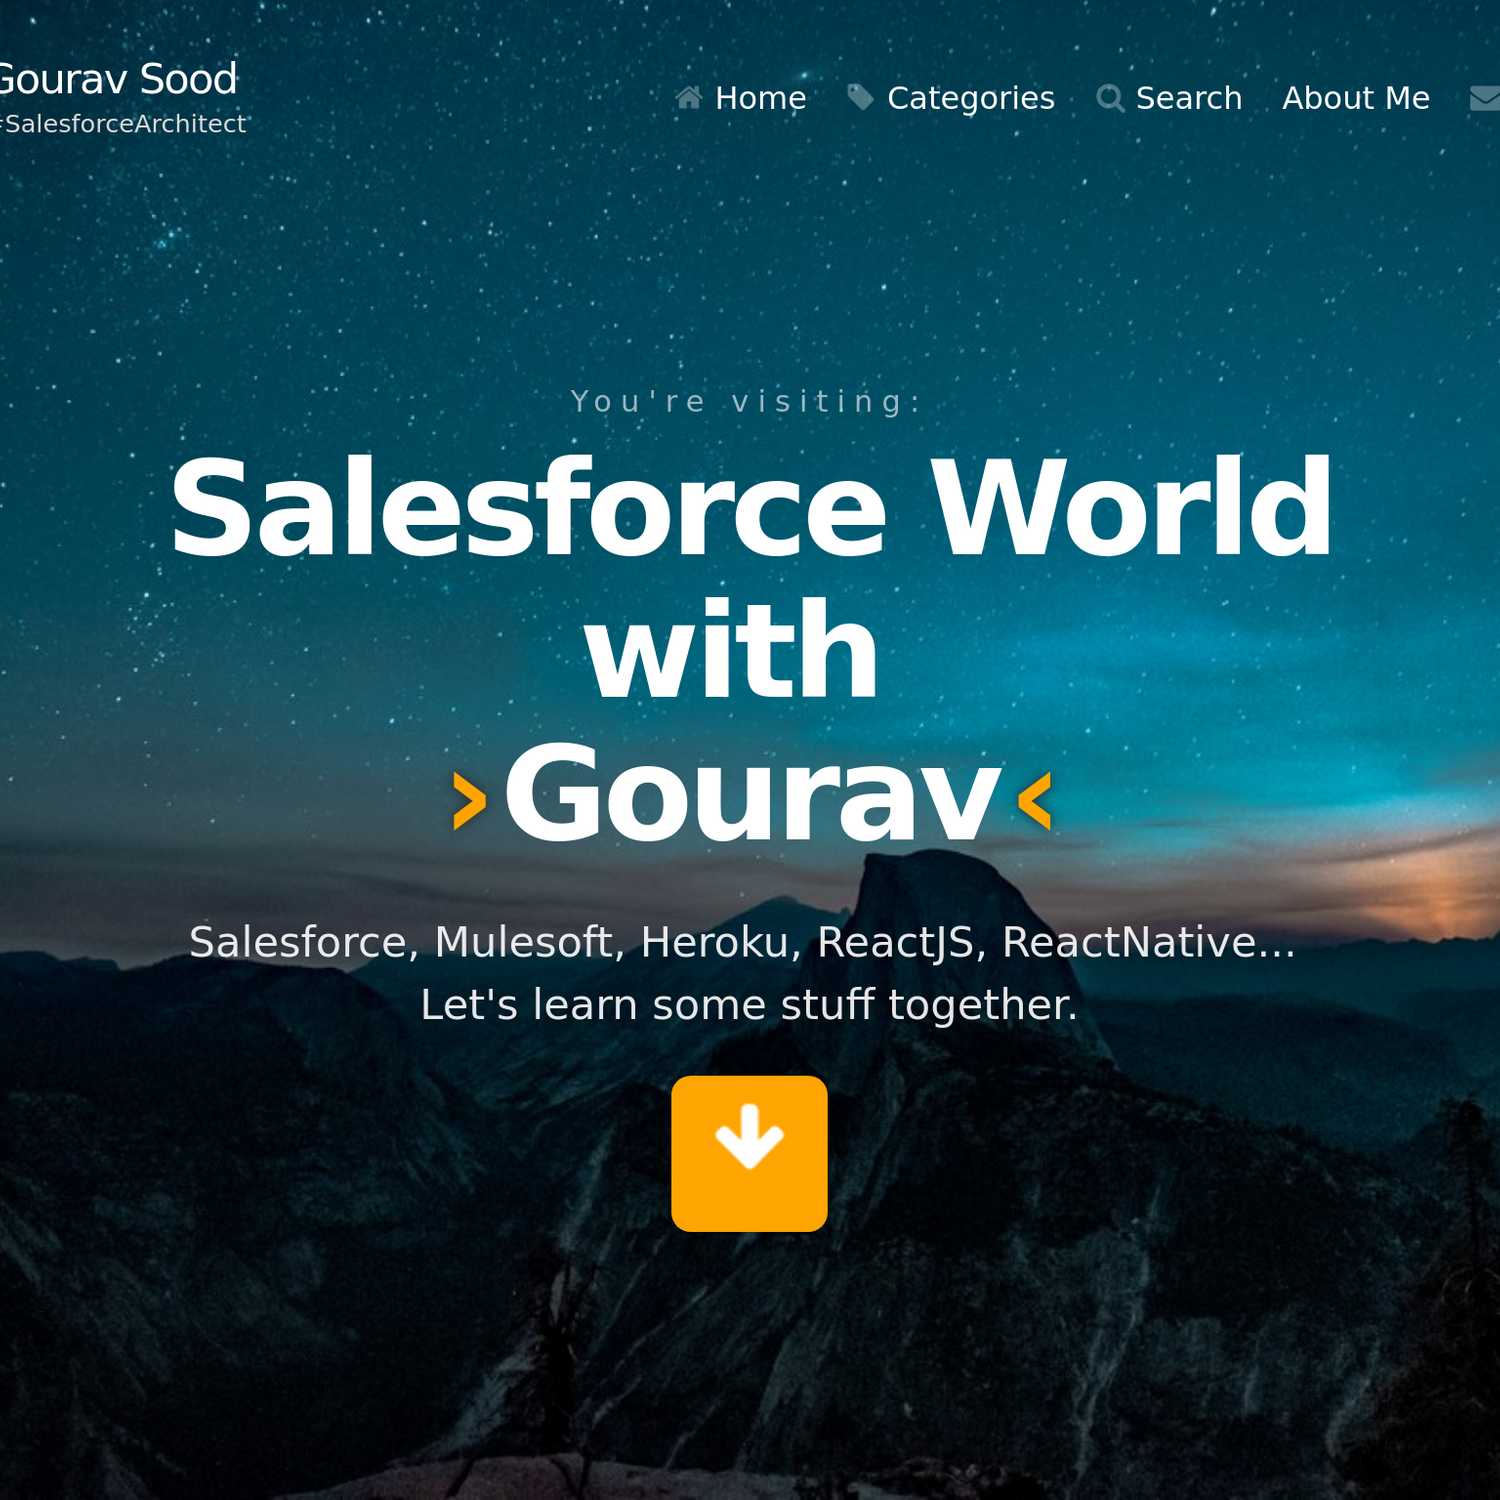 Gourav Sood
#SalesforceArchitect
Home Categories Search About Me
You're visiting:
Salesforce World
with
›Gourav‹
Salesforce, Mulesoft, Heroku, ReactJS, ReactNative...
Let's learn some stuff together.